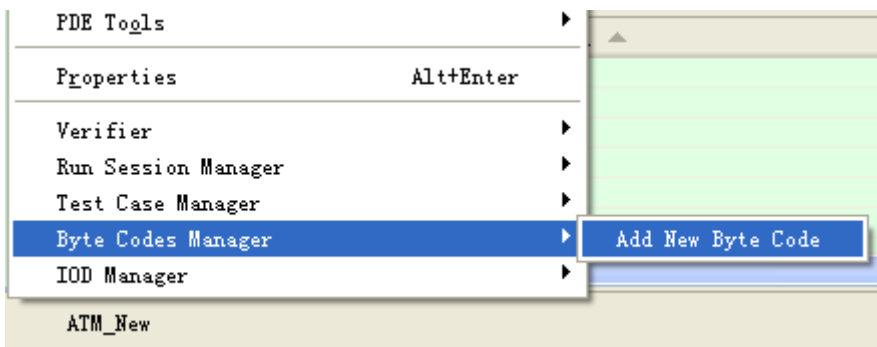 PDE Tools
Properties Alt+Enter
Verifier
Run Session Manager
Test Case Manager
Byte Codes Manager Add New Byte Code
IOD Manager
ATM_New